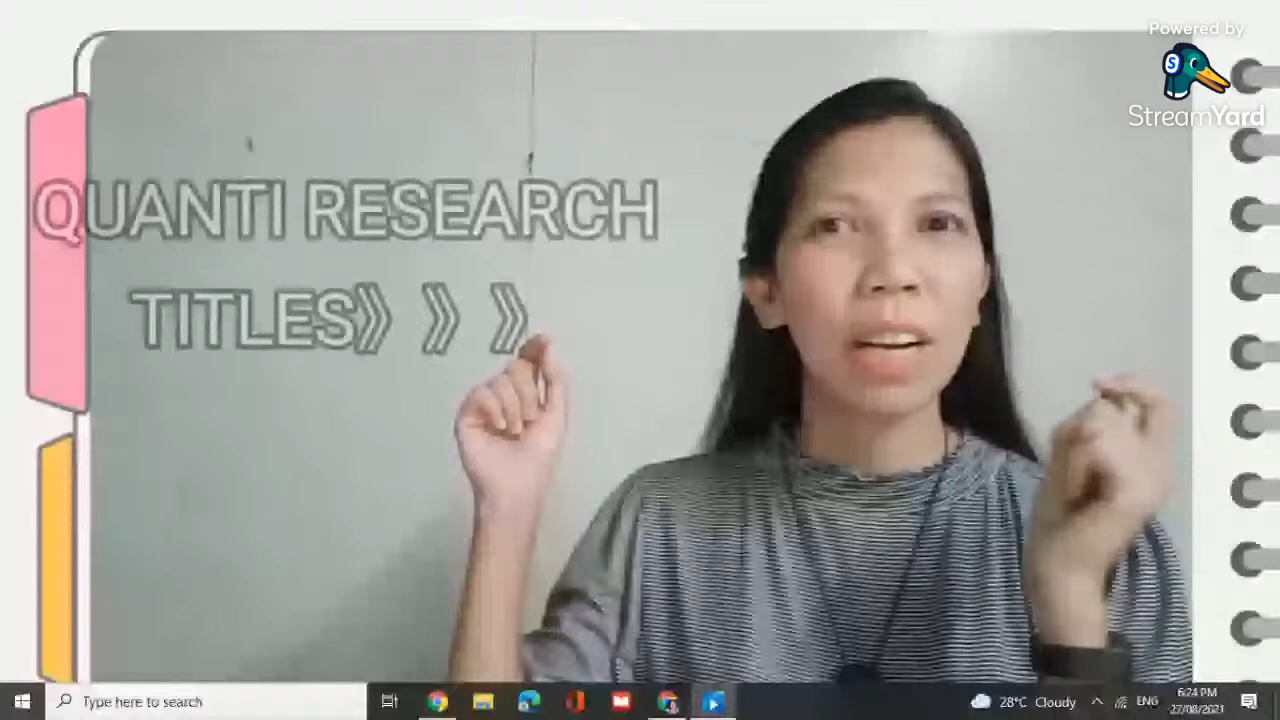 Powered by
StreamYard
QUANTI RESEARCH
TITLES》 》 》
Type here to search
28°C Cloudy
ENG
6:24 PM
27/08/2021